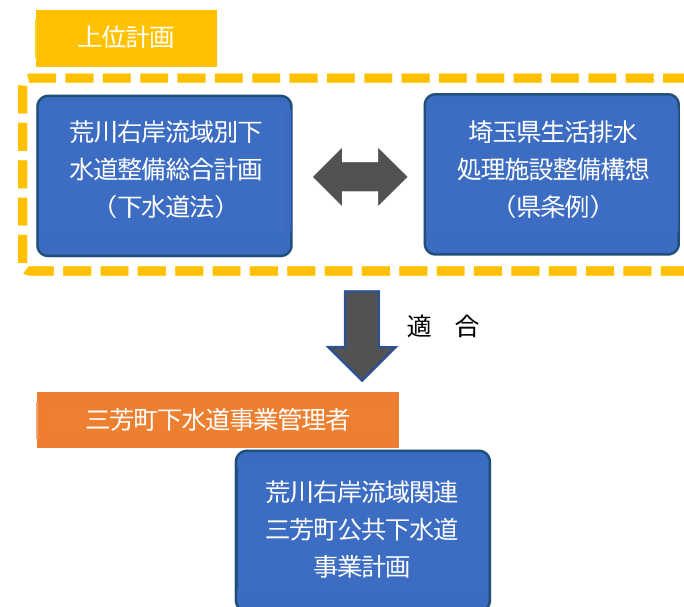 上位計画
荒川右岸流域別下
水道整備総合計画
（下水道法）
埼玉県生活排水
処理施設整備構想
（県条例）
適　合
三芳町下水道事業管理者
荒川右岸流域関連
三芳町公共下水道
事業計画